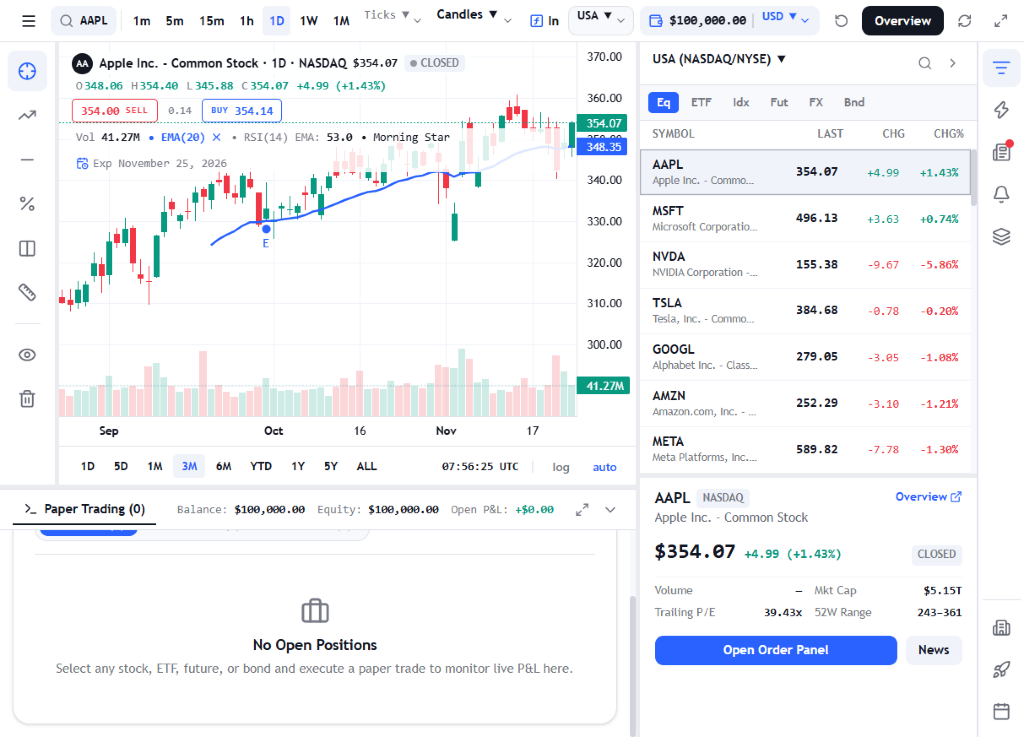 AAPL 1m 5m 15m 1h 1D 1W 1M Ticks ▼ Candles ▼ In USA ▼ $100,000.00 USD ▼ Overview
AA Apple Inc. - Common Stock · 1D · NASDAQ $354.07 CLOSED
O348.06 H354.40 L345.88 C354.07 +4.99 (+1.43%)
354.00 SELL 0.14 BUY 354.14
Vol 41.27M • EMA(20) ✕ • RSI(14) EMA: 53.0 • Morning Star
Exp November 25, 2026
E
370.00
360.00
354.07
348.35
340.00
330.00
320.00
310.00
300.00
41.27M
Sep Oct 16 Nov 17
1D 5D 1M 3M 6M YTD 1Y 5Y ALL 07:56:25 UTC log auto
Paper Trading (0) Balance: $100,000.00 Equity: $100,000.00 Open P&L: +$0.00
No Open Positions
Select any stock, ETF, future, or bond and execute a paper trade to monitor live P&L here.
USA (NASDAQ/NYSE) ▼
Eq ETF Idx Fut FX Bnd
SYMBOL LAST CHG CHG%
AAPL 354.07 +4.99 +1.43%
Apple Inc. - Commo...
MSFT 496.13 +3.63 +0.74%
Microsoft Corporatio...
NVDA 155.38 -9.67 -5.86%
NVIDIA Corporation -...
TSLA 384.68 -0.78 -0.20%
Tesla, Inc. - Commo...
GOOGL 279.05 -3.05 -1.08%
Alphabet Inc. - Class...
AMZN 252.29 -3.10 -1.21%
Amazon.com, Inc. - ...
META 589.82 -7.78 -1.30%
Meta Platforms, Inc....
AAPL NASDAQ Overview
Apple Inc. - Common Stock
$354.07 +4.99 (+1.43%) CLOSED
Volume — Mkt Cap $5.15T
Trailing P/E 39.43x 52W Range 243–361
Open Order Panel News